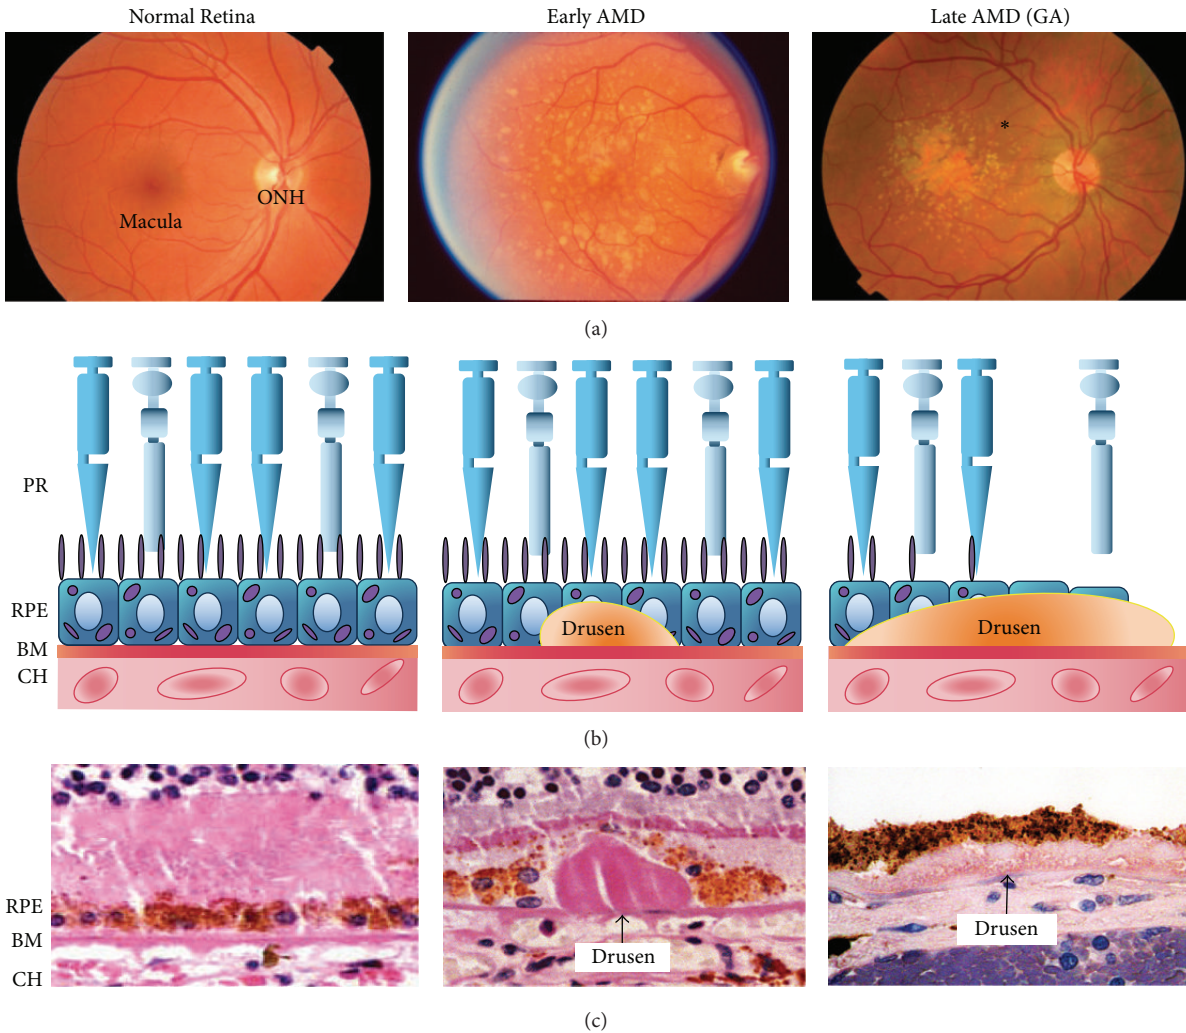 Normal Retina
Early AMD
Late AMD (GA)
Macula
ONH
*
(a)
PR
RPE
BM
CH
Drusen
Drusen
(b)
RPE
BM
CH
Drusen
Drusen
(c)